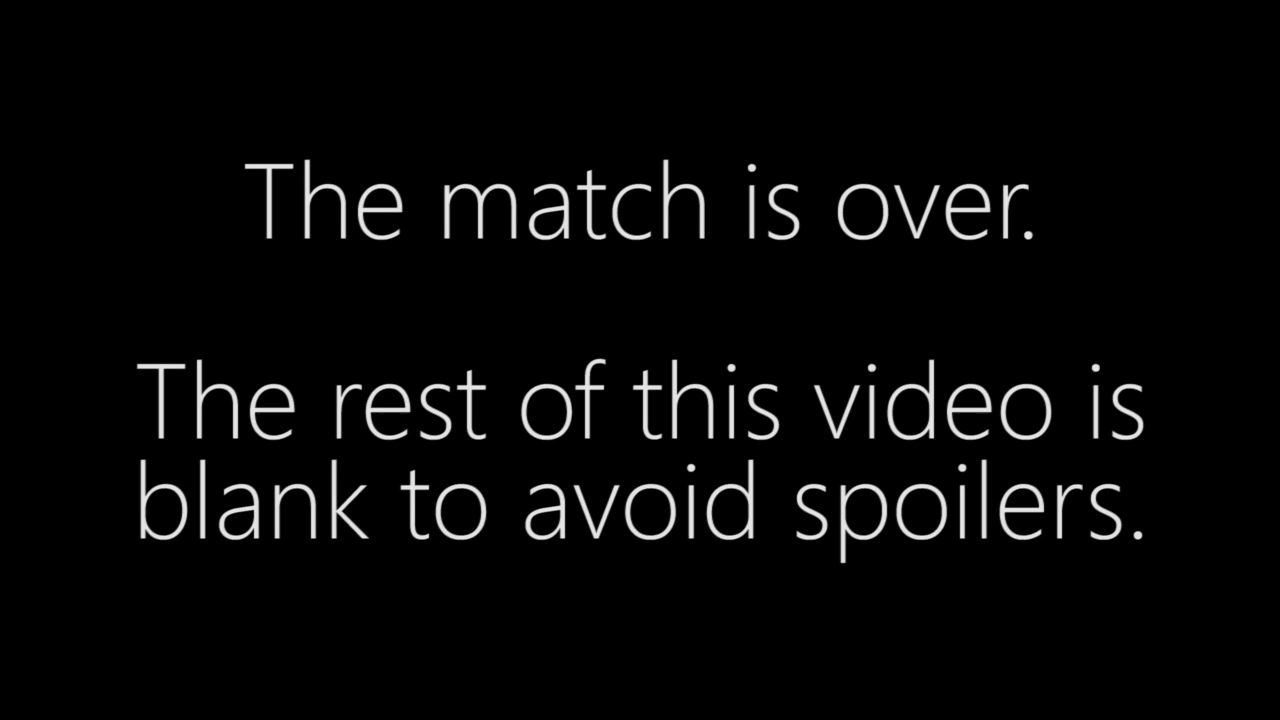 The match is over.
The rest of this video is
blank to avoid spoilers.